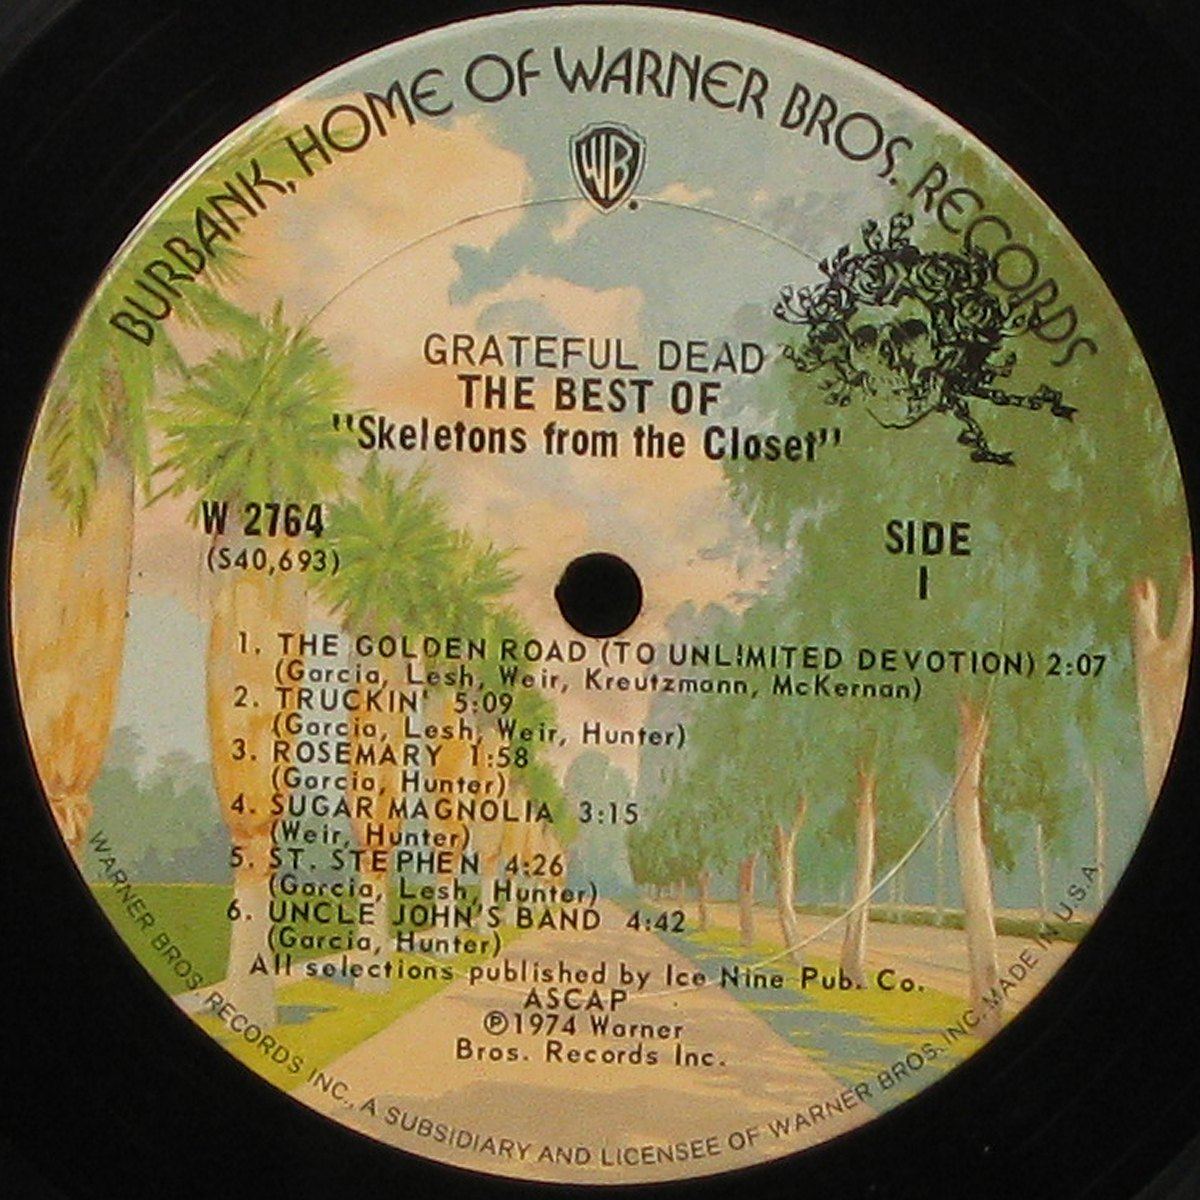 BURBANK, HOME OF WARNER BROS. RECORDS
WB
GRATEFUL DEAD
THE BEST OF
"Skeletons from the Closet"
W 2764
(S40,693)
SIDE
1
1. THE GOLDEN ROAD (TO UNLIMITED DEVOTION) 2:07
(Garcia, Lesh, Weir, Kreutzmann, McKernan)
2. TRUCKIN' 5:09
(Garcia, Lesh, Weir, Hunter)
3. ROSEMARY 1:58
(Garcia, Hunter)
4. SUGAR MAGNOLIA 3:15
(Weir, Hunter)
5. ST. STEPHEN 4:26
(Garcia, Lesh, Hunter)
6. UNCLE JOHN'S BAND 4:42
(Garcia, Hunter)
All selections published by Ice Nine Pub. Co.
ASCAP
℗1974 Warner
Bros. Records Inc.
WARNER BROS. RECORDS INC., A SUBSIDIARY AND LICENSEE OF WARNER BROS. INC. MADE IN U.S.A.